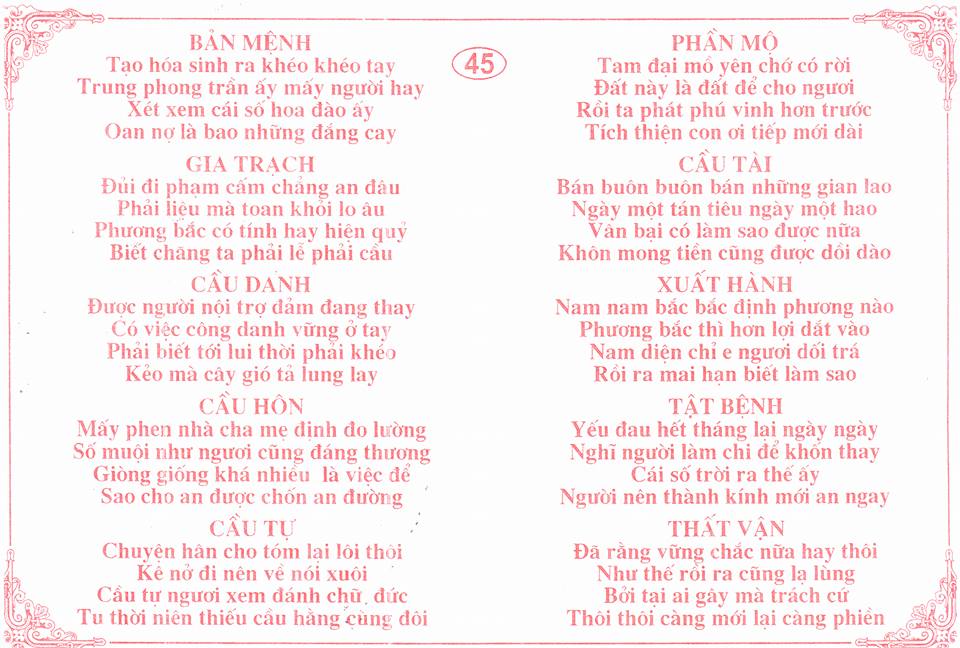 45
BẢN MỆNH
Tạo hóa sinh ra khéo khéo tay
Trung phong trần ấy mấy người hay
Xét xem cái số hoa đào ấy
Oan nợ là bao những đắng cay
GIA TRẠCH
Đủi đi phạm cấm chẳng an đâu
Phải liệu mà toan khỏi lo âu
Phương bắc có tính hay hiện quỷ
Biết chăng ta phải lễ phải cầu
CẦU DANH
Được người nội trợ đảm đang thay
Có việc công danh vững ở tay
Phải biết tới lui thời phải khéo
Kẻo mà cây gió tả lung lay
CẦU HÔN
Mấy phen nhà cha mẹ định đo lường
Số muội như ngươi cũng đáng thương
Giòng giống khá nhiều là việc để
Sao cho an được chốn an đường
CẦU TỰ
Chuyện hân cho tóm lại lôi thôi
Kẻ nở đi nên về nói xuôi
Cầu tự ngươi xem đánh chữ đức
Tu thời niên thiếu cầu hằng cùng đôi
PHẦN MỘ
Tam đại mồ yên chớ có rời
Đất này là đất để cho ngươi
Rồi ta phát phú vinh hơn trước
Tích thiện con ơi tiếp mới dài
CẦU TÀI
Bán buôn buôn bán những gian lao
Ngày một tán tiêu ngày một hao
Vản bại có làm sao được nữa
Khôn mong tiền cũng được dồi dào
XUẤT HÀNH
Nam nam bắc bắc định phương nào
Phương bắc thì hơn lợi dắt vào
Nam diện chỉ e ngươi dối trá
Rồi ra mai hạn biết làm sao
TẬT BỆNH
Yếu đau hết tháng lại ngày ngày
Nghĩ người làm chi để khốn thay
Cái số trời ra thế ấy
Người nên thành kính mới an ngay
THẤT VẬN
Đã rằng vững chắc nữa hay thôi
Như thế rồi ra cũng lạ lùng
Bởi tại ai gây mà trách cứ
Thôi thôi càng mới lại càng phiền